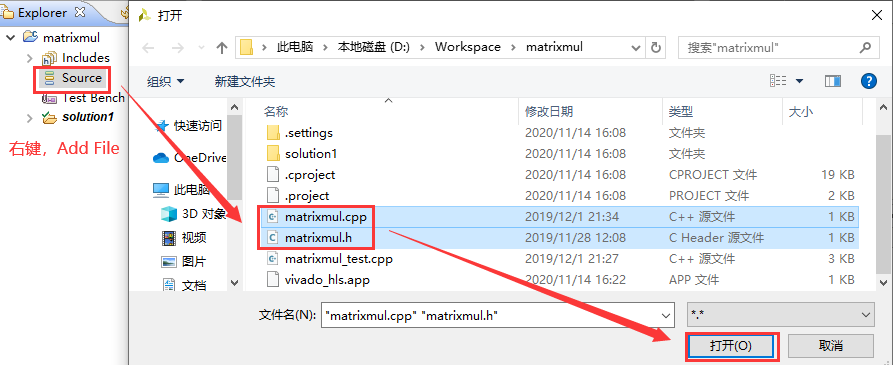 Explorer
matrixmul
Includes
Source
Test Bench
solution1
右键，Add File
打开
此电脑 > 本地磁盘 (D:) > Workspace > matrixmul
搜索"matrixmul"
组织 新建文件夹
快速访问
OneDrive
此电脑
3D 对象
视频
图片
文档
名称 修改日期 类型 大小
.settings 2020/11/14 16:08 文件夹
solution1 2020/11/14 16:08 文件夹
.cproject 2020/11/14 16:08 CPROJECT 文件 19 KB
.project 2020/11/14 16:08 PROJECT 文件 2 KB
matrixmul.cpp 2019/12/1 21:34 C++ 源文件 1 KB
matrixmul.h 2019/11/28 12:08 C Header 源文件 1 KB
matrixmul_test.cpp 2019/12/1 21:27 C++ 源文件 3 KB
vivado_hls.app 2020/11/14 16:22 APP 文件 1 KB
文件名(N): "matrixmul.cpp" "matrixmul.h" *.*
打开(O) 取消